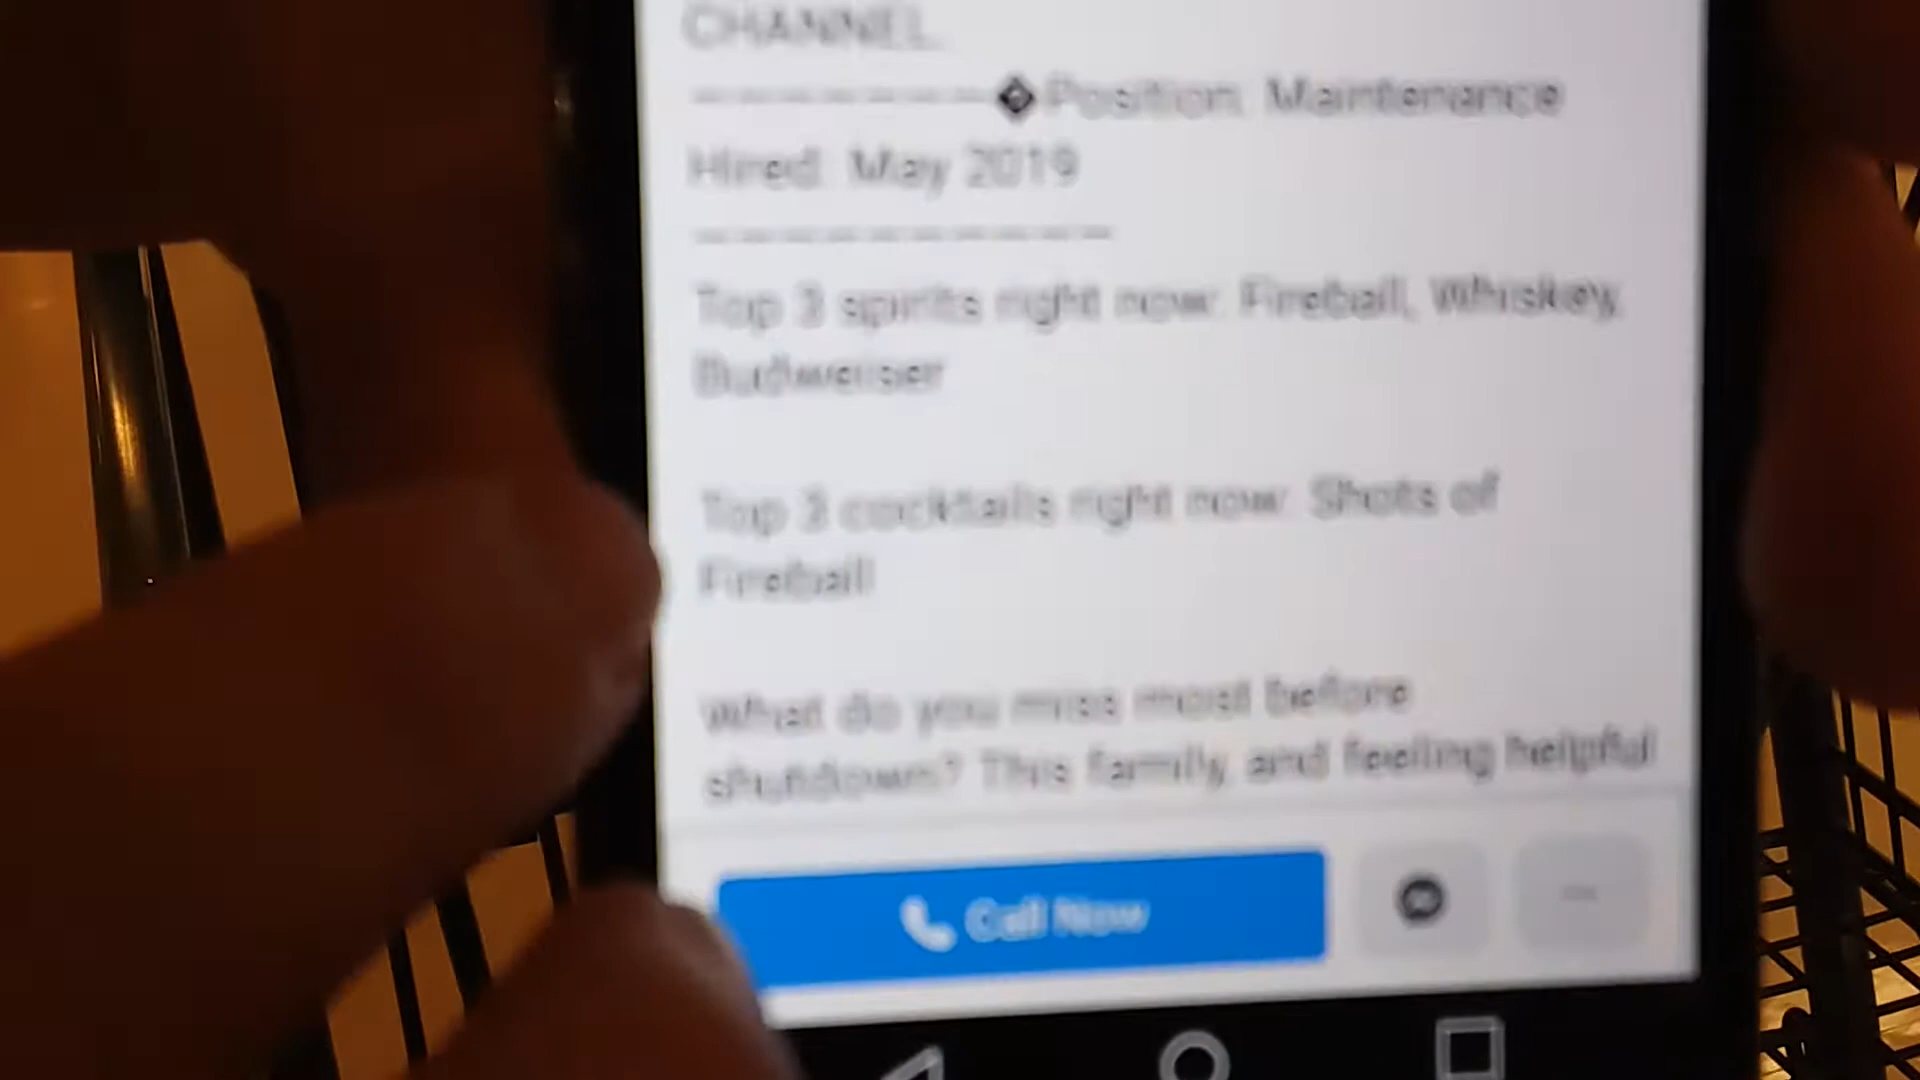 CHANNEL.
----------◆Position: Maintenance
Hired: May 2019
-------------
Top 3 spirits right now: Fireball, Whiskey,
Budweiser
Top 3 cocktails right now: Shots of
Fireball
What do you miss most before
shutdown? This family, and feeling helpful
Call Now